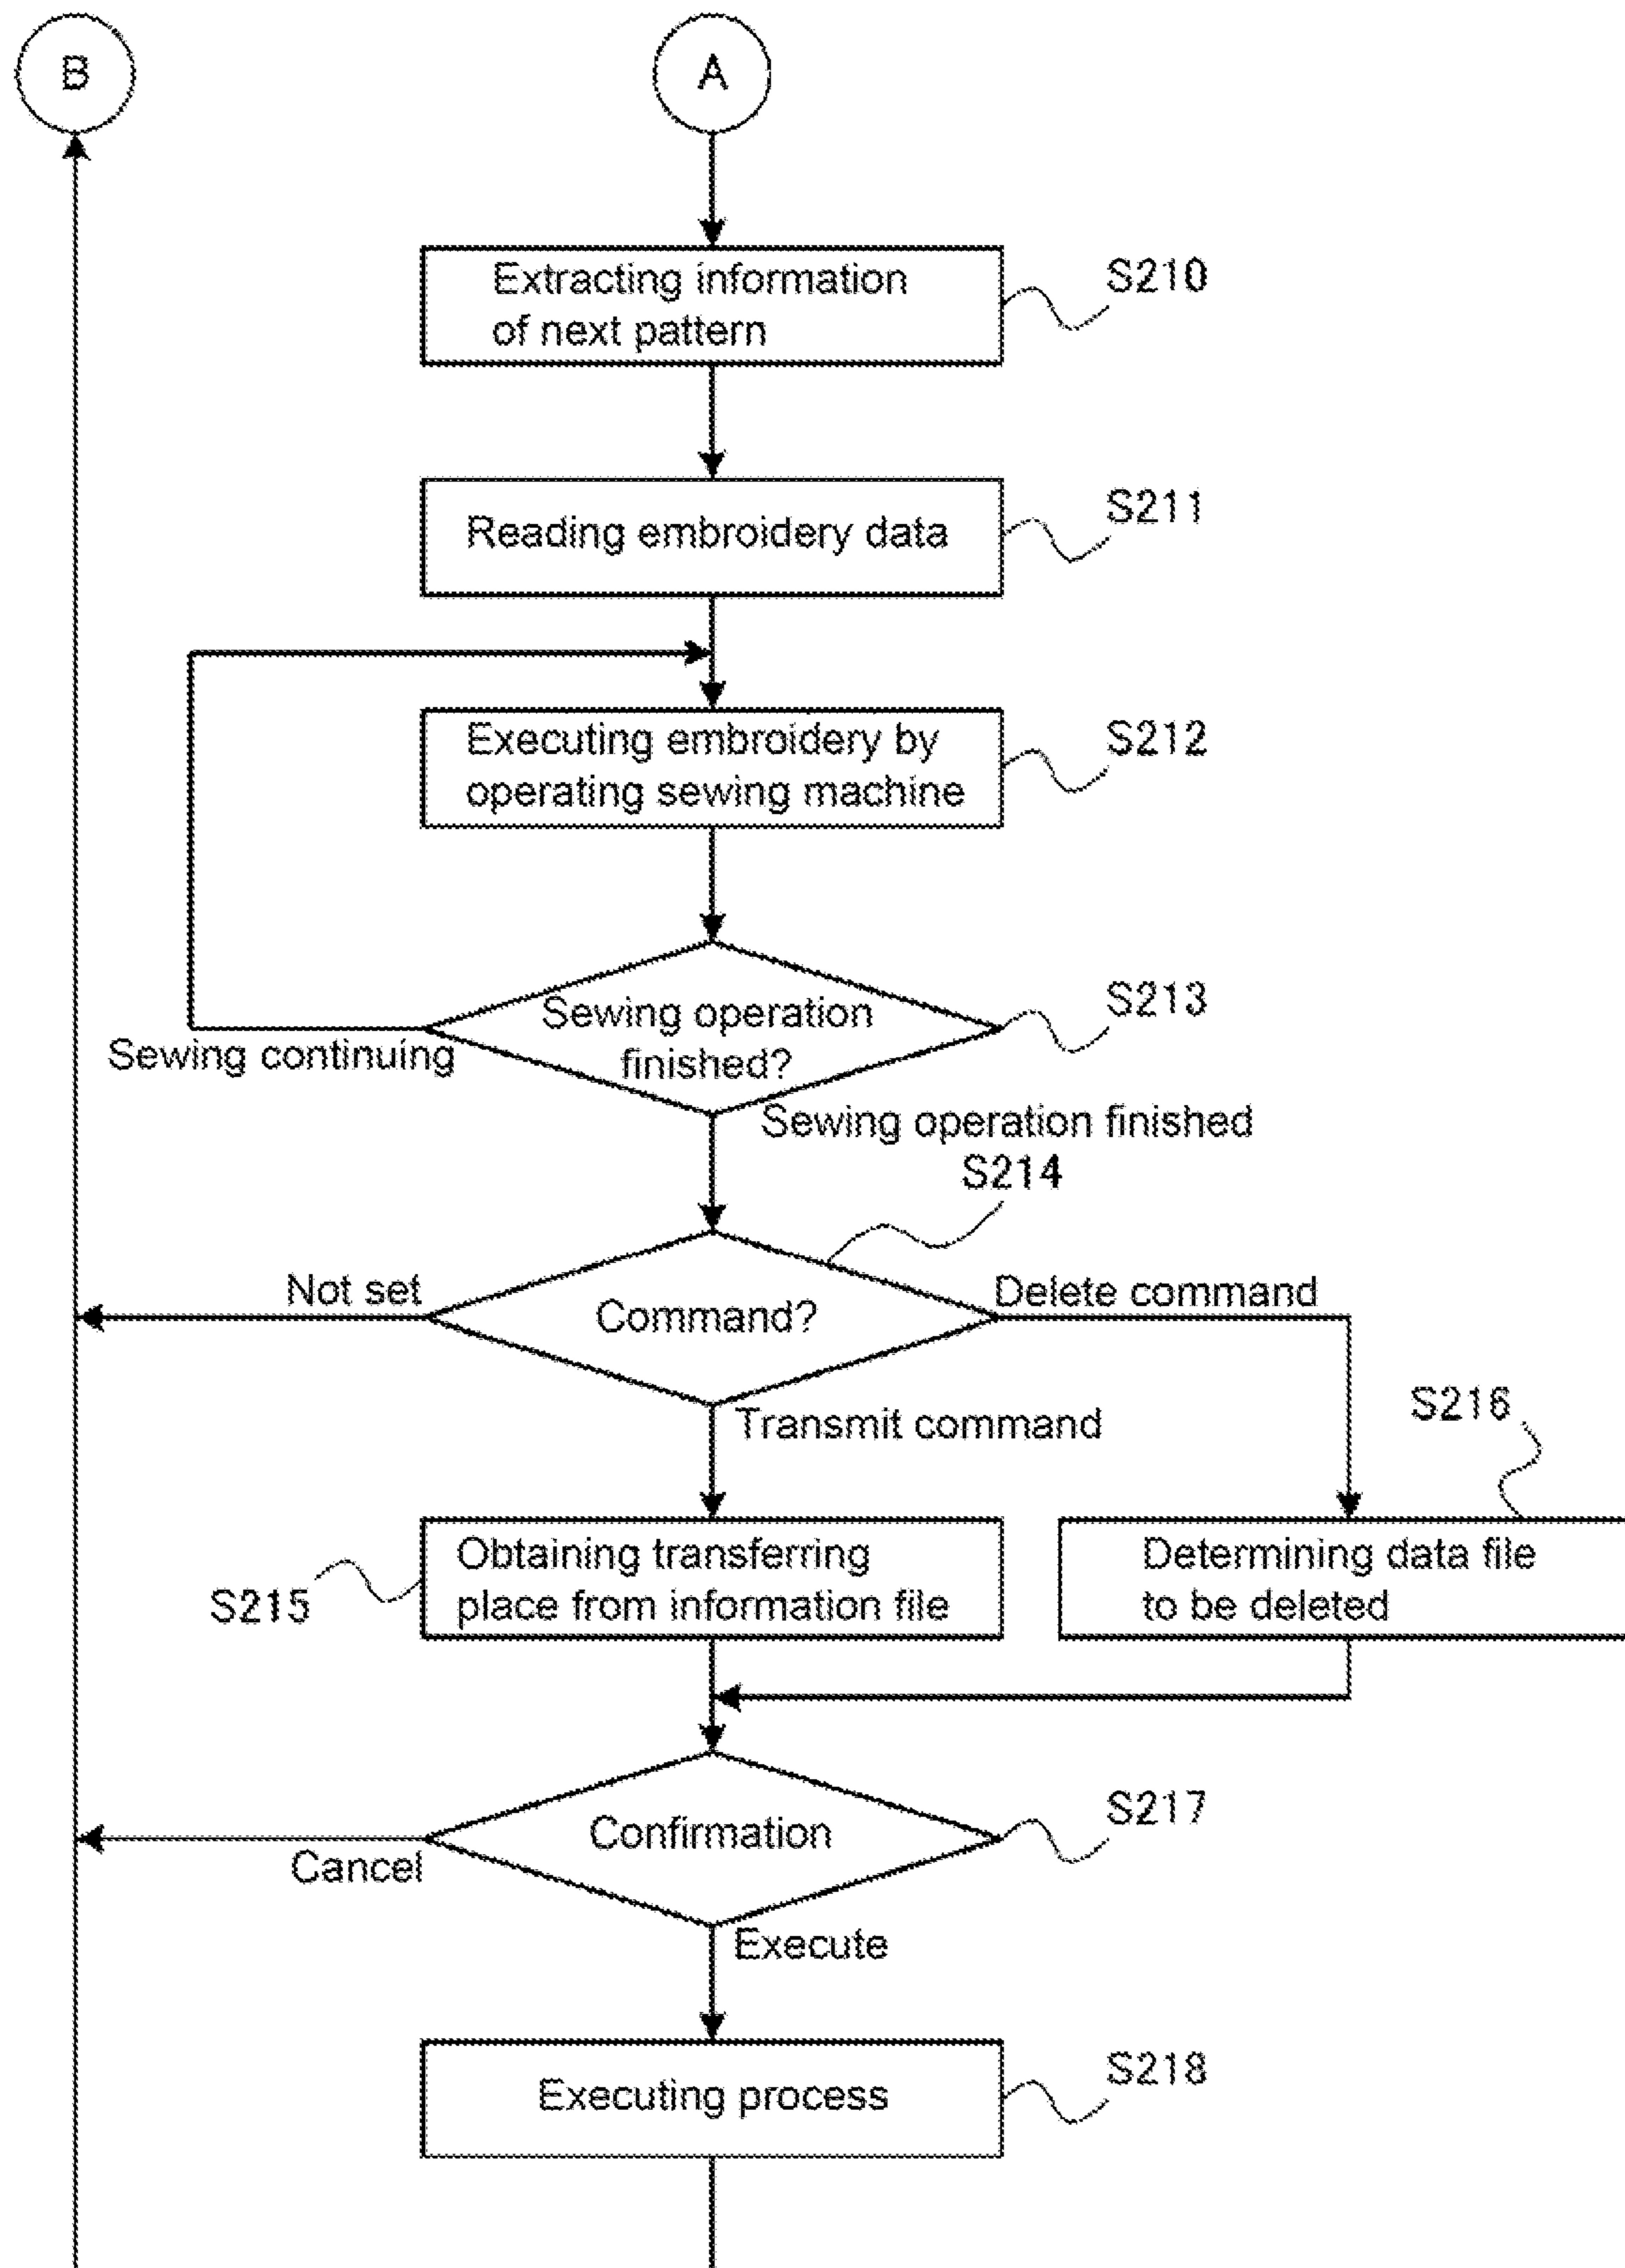 B
A
Extracting information
of next pattern
S210
Reading embroidery data
S211
Executing embroidery by
operating sewing machine
S212
Sewing operation
finished?
S213
Sewing continuing
Sewing operation finished
S214
Not set
Command?
Delete command
Transmit command
S216
Obtaining transferring
place from information file
S215
Determining data file
to be deleted
Confirmation
S217
Cancel
Execute
Executing process
S218